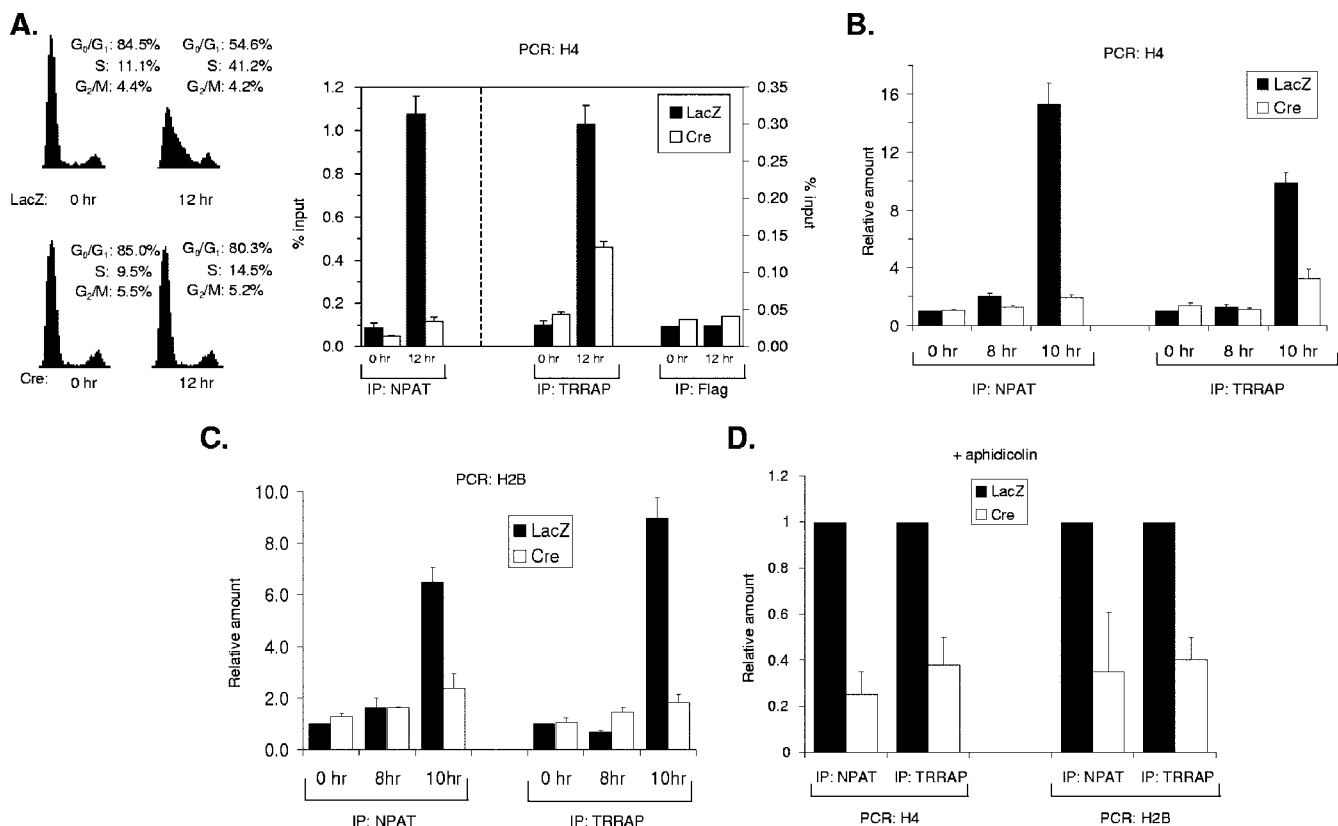 A.
G0/G1: 84.5%
S: 11.1%
G2/M: 4.4%
G0/G1: 54.6%
S: 41.2%
G2/M: 4.2%
LacZ: 0 hr 12 hr
G0/G1: 85.0%
S: 9.5%
G2/M: 5.5%
G0/G1: 80.3%
S: 14.5%
G2/M: 5.2%
Cre: 0 hr 12 hr
PCR: H4
LacZ
Cre
% input
1.2
1.0
0.8
0.6
0.4
0.2
0.0
0.35
0.30
0.25
0.20
0.15
0.10
0.05
0.00
% input
0 hr 12 hr 0 hr 12 hr 0 hr 12 hr
IP: NPAT IP: TRRAP IP: Flag
B.
PCR: H4
LacZ
Cre
Relative amount
16
12
8
4
0
0 hr 8 hr 10 hr 0 hr 8 hr 10 hr
IP: NPAT IP: TRRAP
C.
PCR: H2B
LacZ
Cre
Relative amount
10.0
8.0
6.0
4.0
2.0
0.0
0 hr 8hr 10hr 0 hr 8hr 10hr
IP: NPAT IP: TRRAP
D.
+ aphidicolin
LacZ
Cre
Relative amount
1.2
1
0.8
0.6
0.4
0.2
0
IP: NPAT IP: TRRAP IP: NPAT IP: TRRAP
PCR: H4 PCR: H2B